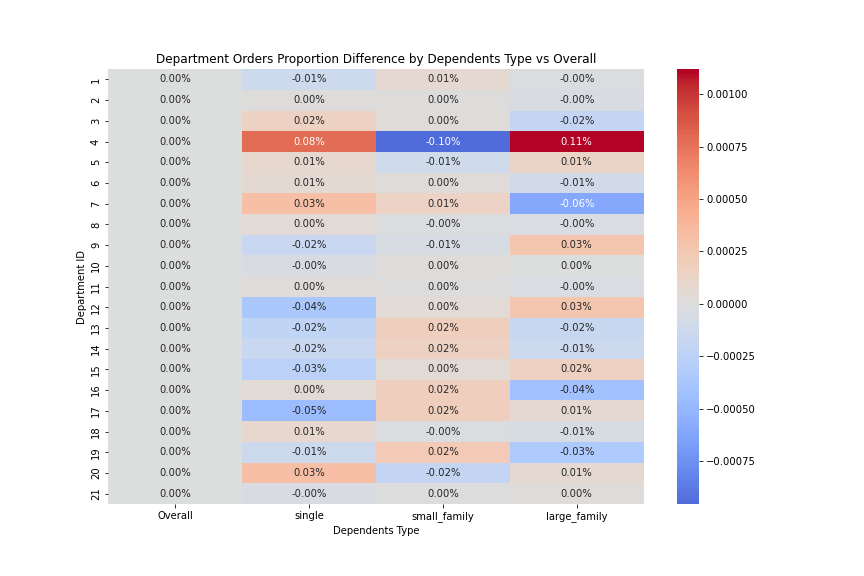 Department Orders Proportion Difference by Dependents Type vs Overall
1 0.00% -0.01% 0.01% -0.00%
2 0.00% 0.00% 0.00% -0.00%
3 0.00% 0.02% 0.00% -0.02%
4 0.00% 0.08% -0.10% 0.11%
5 0.00% 0.01% -0.01% 0.01%
6 0.00% 0.01% 0.00% -0.01%
7 0.00% 0.03% 0.01% -0.06%
8 0.00% 0.00% -0.00% -0.00%
9 0.00% -0.02% -0.01% 0.03%
10 0.00% -0.00% 0.00% 0.00%
11 0.00% 0.00% 0.00% -0.00%
12 0.00% -0.04% 0.00% 0.03%
13 0.00% -0.02% 0.02% -0.02%
14 0.00% -0.02% 0.02% -0.01%
15 0.00% -0.03% 0.00% 0.02%
16 0.00% 0.00% 0.02% -0.04%
17 0.00% -0.05% 0.02% 0.01%
18 0.00% 0.01% -0.00% -0.01%
19 0.00% -0.01% 0.02% -0.03%
20 0.00% 0.03% -0.02% 0.01%
21 0.00% -0.00% 0.00% 0.00%
Department ID
Overall single small_family large_family
Dependents Type
0.00100
0.00075
0.00050
0.00025
0.00000
−0.00025
−0.00050
−0.00075